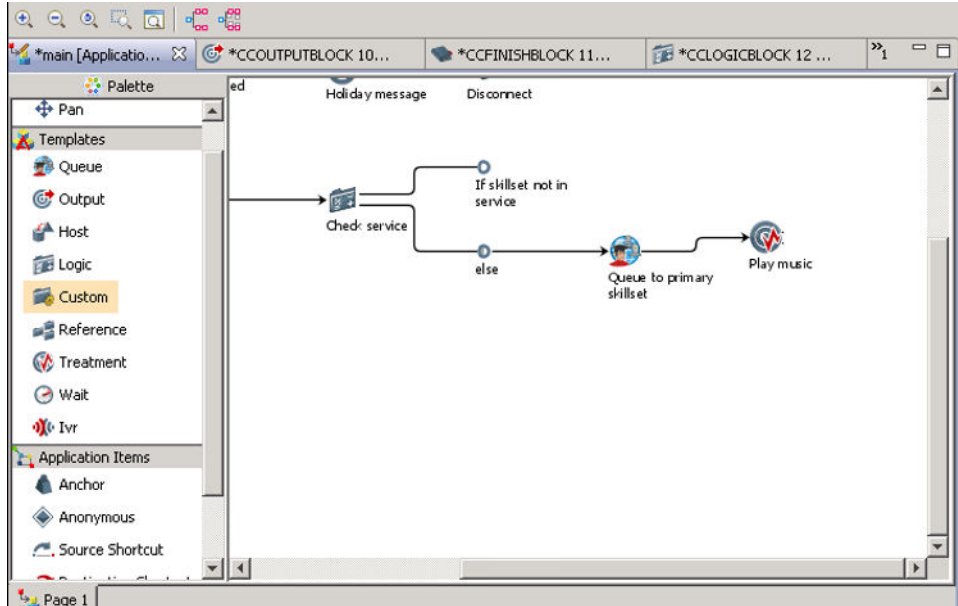 *main [Applicatio...
*CCOUTPUTBLOCK 10...
*CCFINISHBLOCK 11...
*CCLOGICBLOCK 12 ...
»1
Palette
Pan
Templates
Queue
Output
Host
Logic
Custom
Reference
Treatment
Wait
Ivr
Application Items
Anchor
Anonymous
Source Shortcut
ed
Holiday message
Disconnect
Check service
If skillset not in
service
else
Queue to primary
skillset
Play music
Page 1